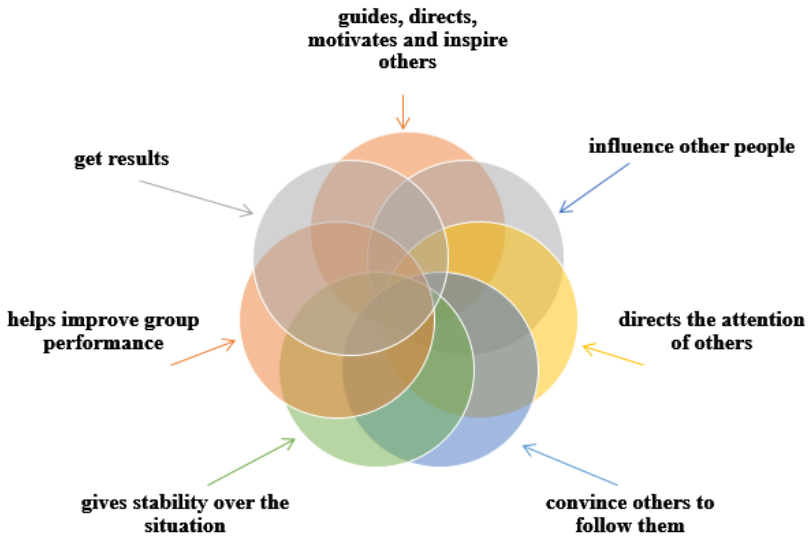 guides, directs,
motivates and inspire
others
influence other people
directs the attention
of others
convince others to
follow them
gives stability over the
situation
helps improve group
performance
get results